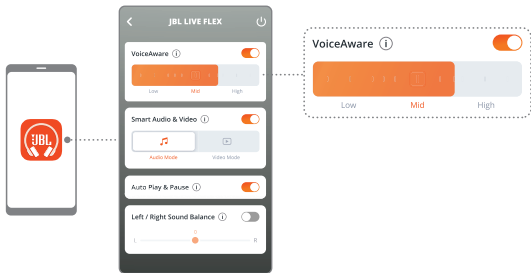 JBL
JBL LIVE FLEX
VoiceAware i
Low Mid High
Smart Audio & Video i
Audio Mode Video Mode
Auto Play & Pause i
Left / Right Sound Balance i
0
L R
VoiceAware i
Low Mid High